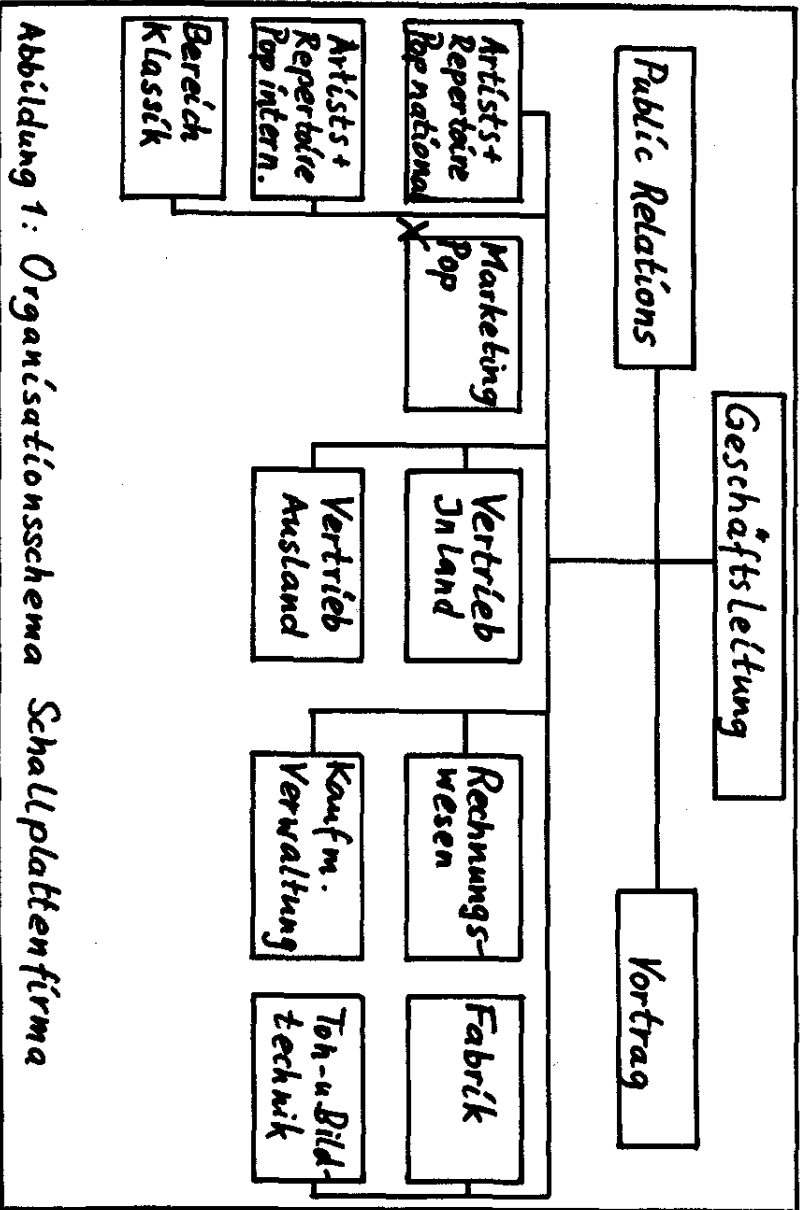 Geschäftsleitung
Public Relations
Vortrag
Artists +
Repertoire
Pop national
Marketing
Pop
Vertrieb
Inland
Rechnungs-
wesen
Fabrik
Artists +
Repertoire
Pop intern.
Vertrieb
Ausland
Kaufm.
Verwaltung
Ton-u. Bild-
technik
Bereich
Klassik
Abbildung 1: Organisationsschema Schallplattenfirma